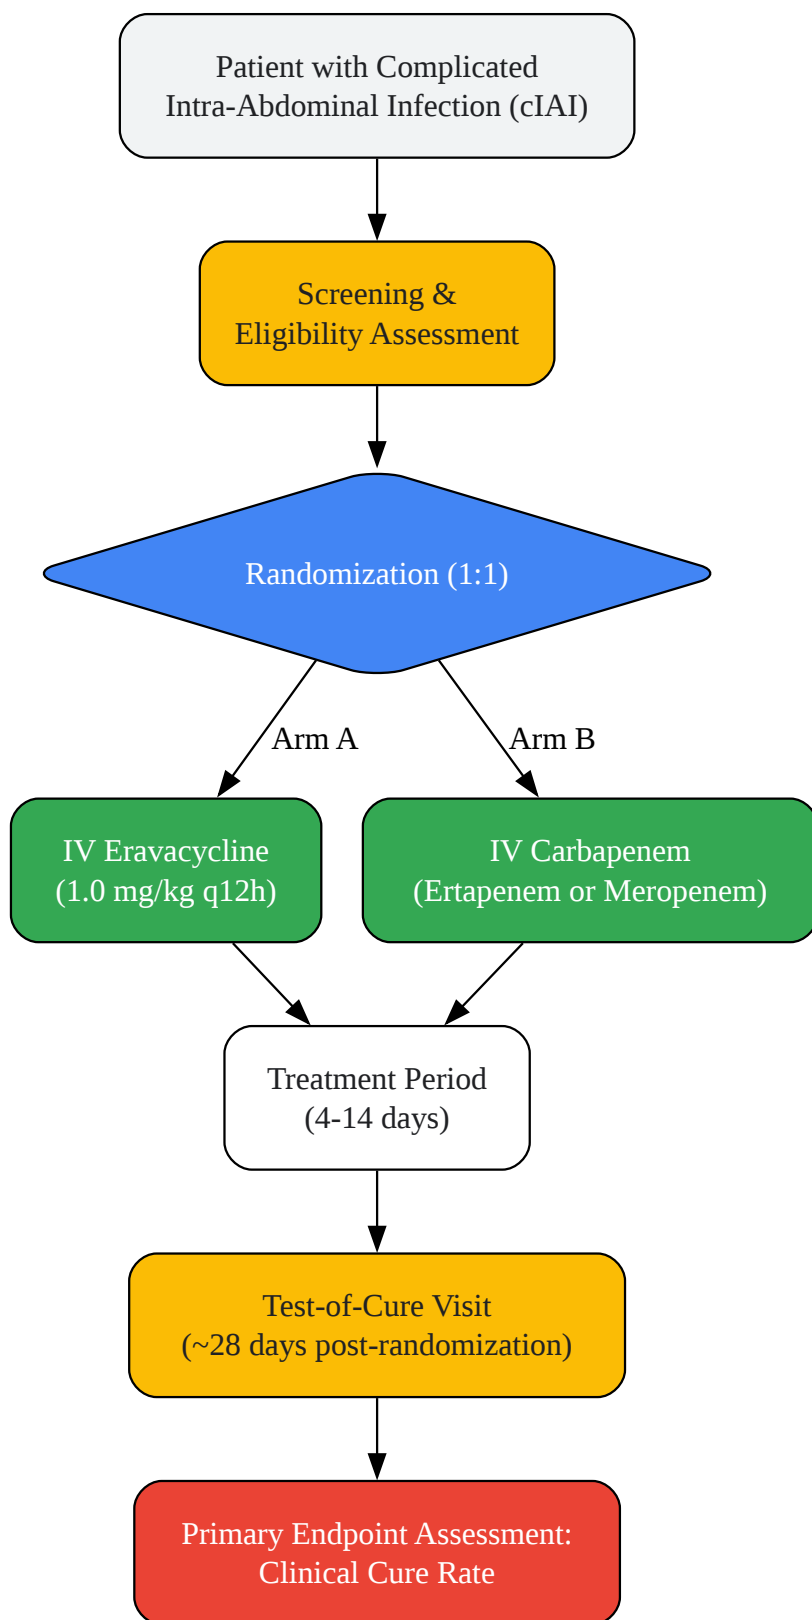 Patient with Complicated
Intra-Abdominal Infection (cIAI)
Screening &
Eligibility Assessment
Randomization (1:1)
Arm A
Arm B
IV Eravacycline
(1.0 mg/kg q12h)
IV Carbapenem
(Ertapenem or Meropenem)
Treatment Period
(4-14 days)
Test-of-Cure Visit
(~28 days post-randomization)
Primary Endpoint Assessment:
Clinical Cure Rate